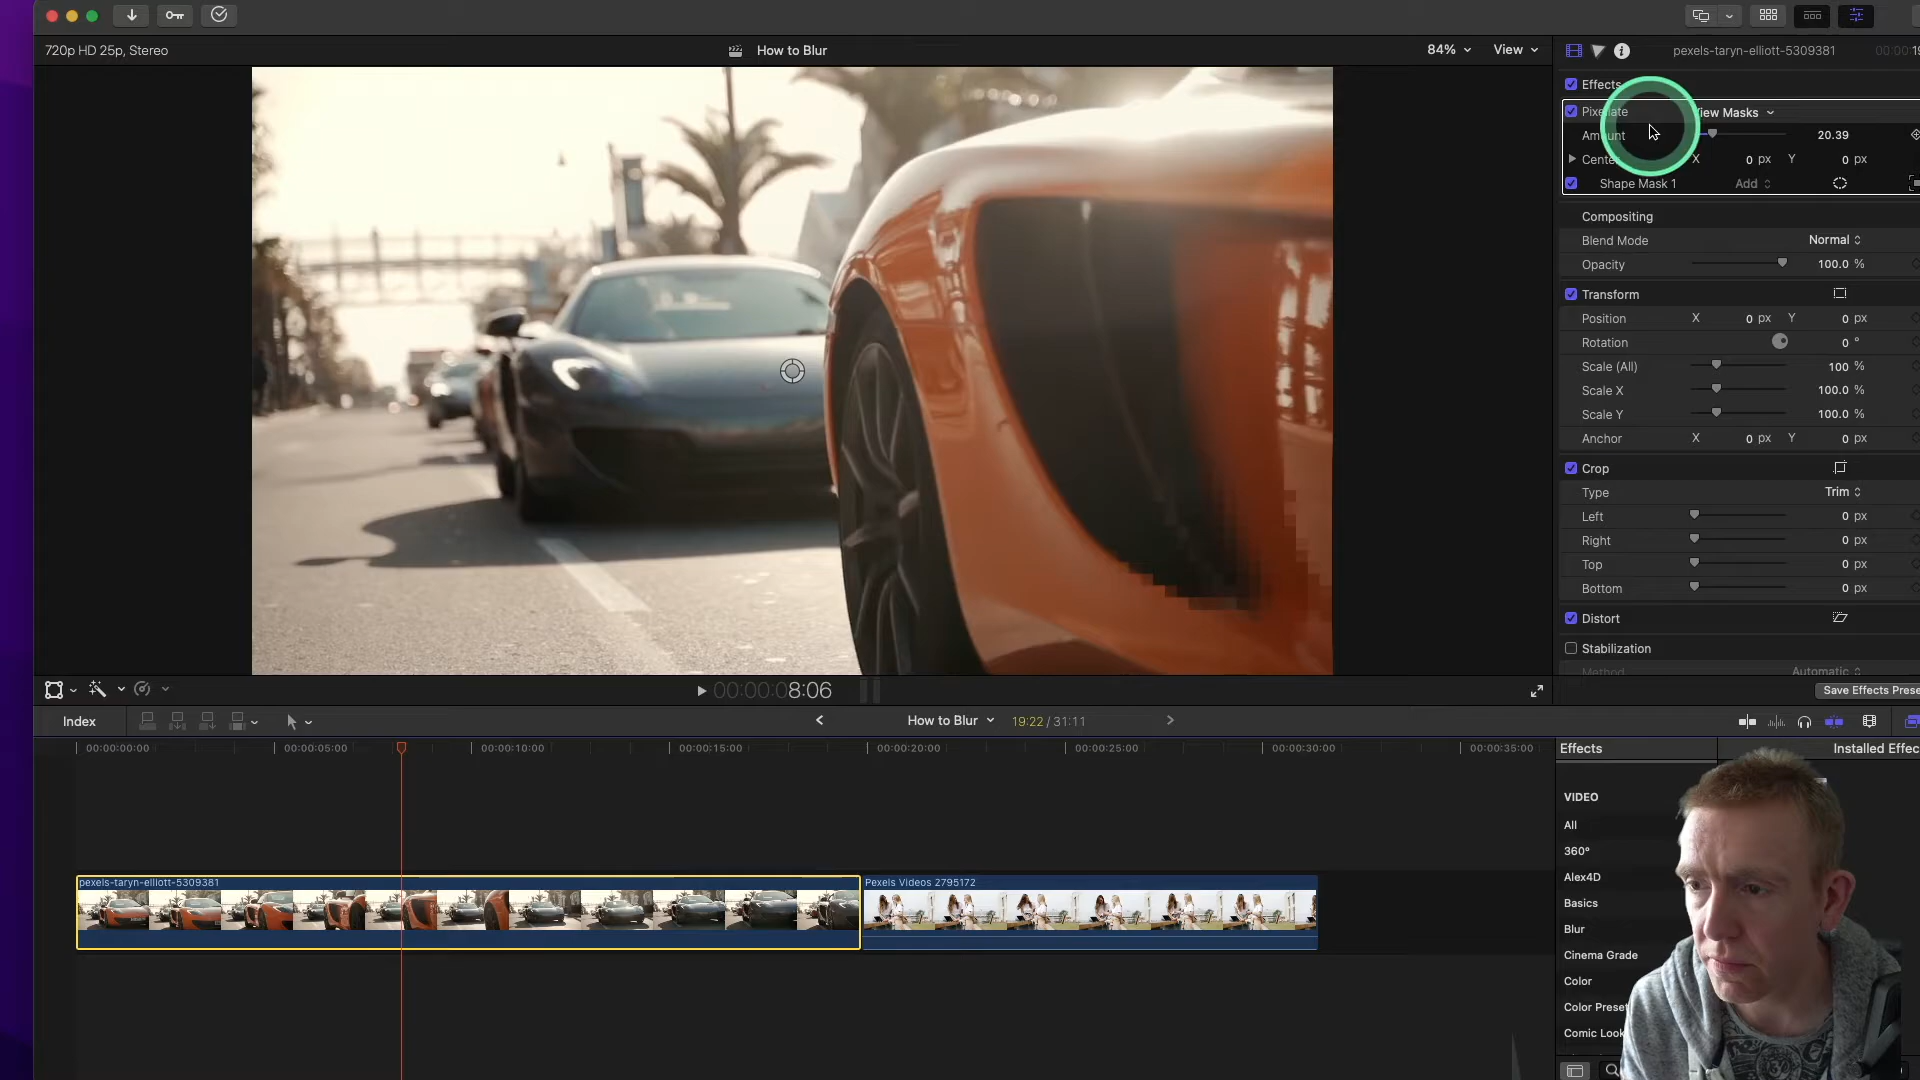 720p HD 25p, Stereo
How to Blur
84%
View
pexels-taryn-elliott-5309381
Effects
View Masks
Amount
20.39
X 0 px Y 0 px
Shape Mask 1
Add
Compositing
Blend Mode
Normal
Opacity
100.0 %
Transform
Position
X 0 px Y 0 px
Rotation
0 °
Scale (All)
100 %
Scale X
100.0 %
Scale Y
100.0 %
Anchor
X 0 px Y 0 px
Crop
Type
Trim
Left
0 px
Right
0 px
Top
0 px
Bottom
0 px
Distort
Stabilization
Method
Automatic
Save Effects Prese
00:00:08:06
Index
How to Blur
19:22 / 31:11
00:00:00:00
00:00:05:00
00:00:10:00
00:00:15:00
00:00:20:00
00:00:25:00
00:00:30:00
00:00:35:00
pexels-taryn-elliott-5309381
Pexels Videos 2795172
Effects
Installed Effec
VIDEO
All
360°
Alex4D
Basics
Blur
Cinema Grade
Color
Color Prese
Comic Look